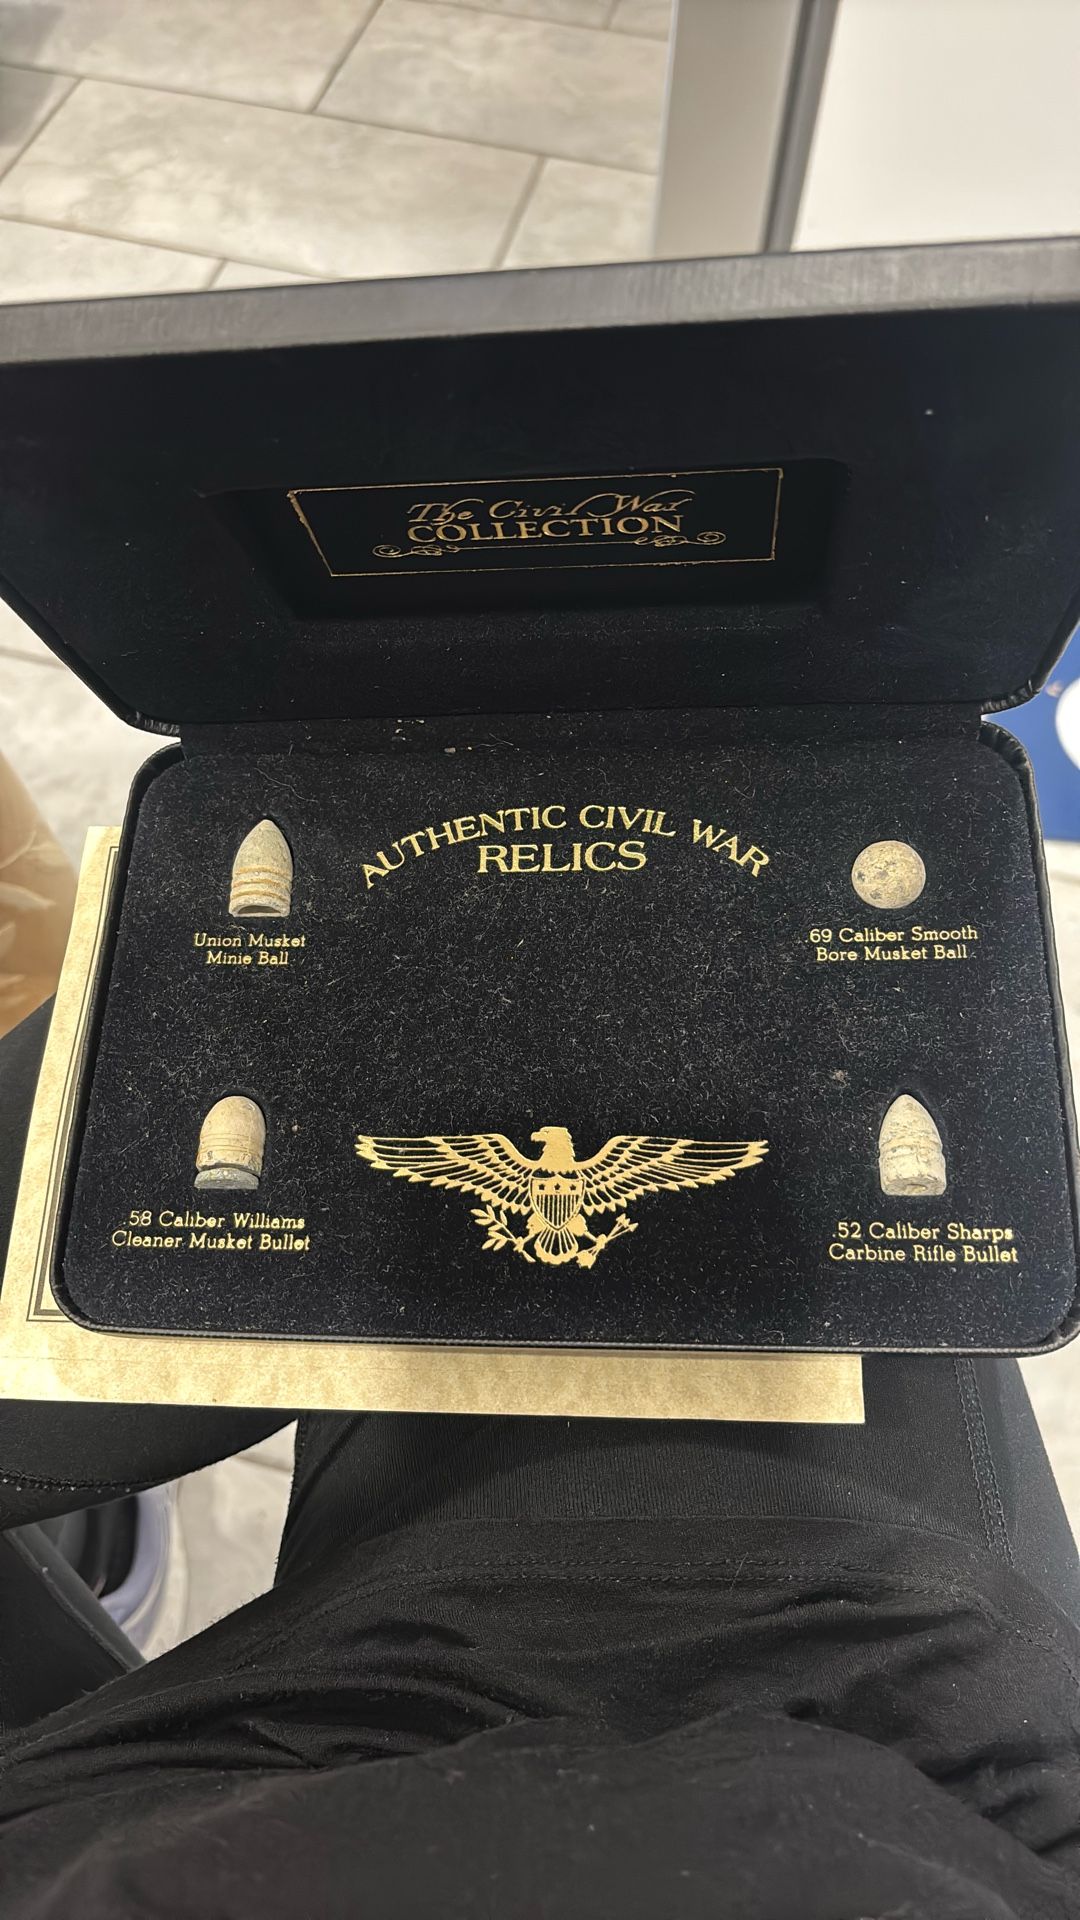 The Civil War
COLLECTION
AUTHENTIC CIVIL WAR
RELICS
Union Musket
Minie Ball
.69 Caliber Smooth
Bore Musket Ball
.58 Caliber Williams
Cleaner Musket Bullet
.52 Caliber Sharps
Carbine Rifle Bullet